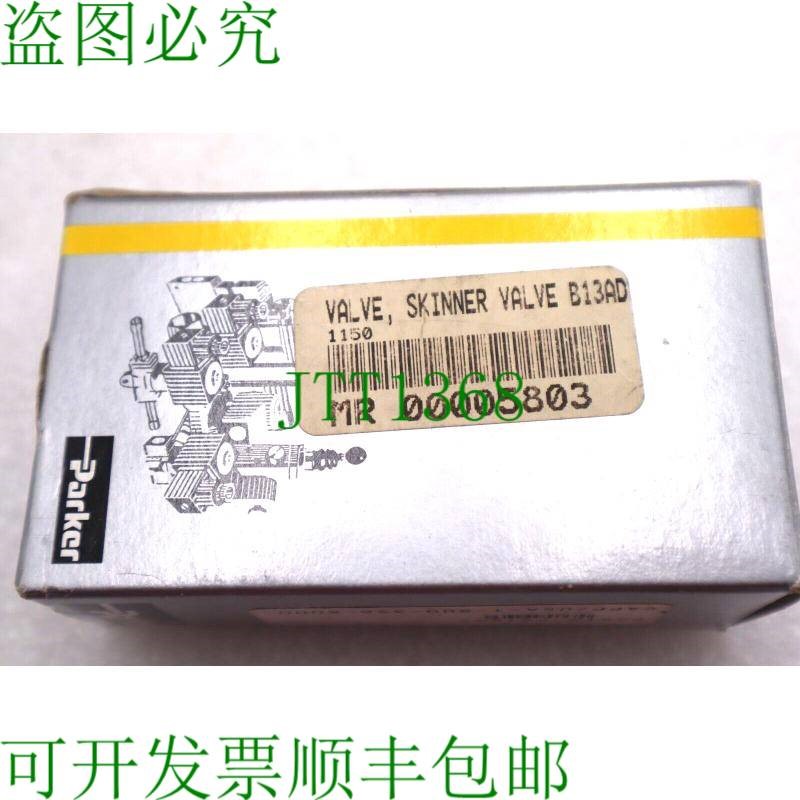 盗图必究
VALVE, SKINNER VALVE B13AD
1150
JTT1368
MR 00005803
Parker
可开发票顺丰包邮